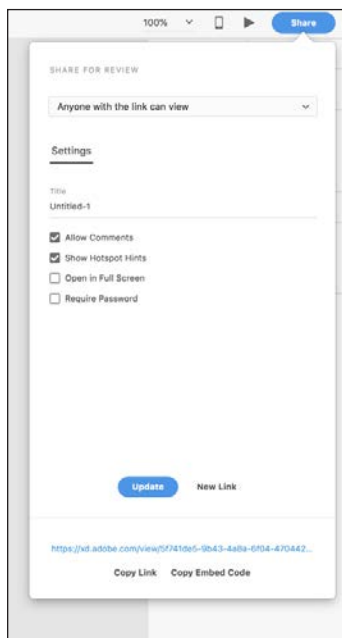 100%
Share
SHARE FOR REVIEW
Anyone with the link can view
Settings
Title
Untitled-1
Allow Comments
Show Hotspot Hints
Open in Full Screen
Require Password
Update New Link
https://xd.adobe.com/view/5f741de5-9b43-4a8a-6f04-470442...
Copy Link Copy Embed Code